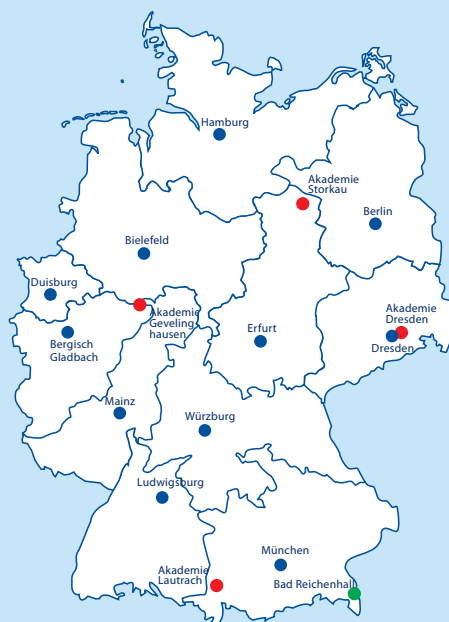 Hamburg
Akademie
Storkau
Berlin
Bielefeld
Duisburg
Akademie
Geveling
hausen
Bergisch
Gladbach
Erfurt
Akademie
Dresden
Dresden
Mainz
Würzburg
Ludwigsburg
München
Akademie
Lautrach
Bad Reichenhall